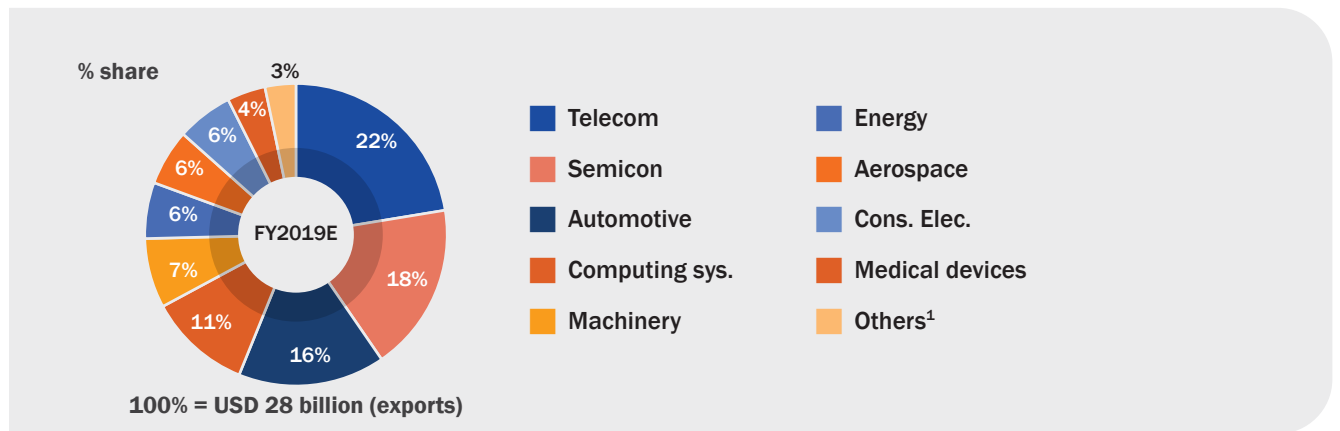 % share
3%
4%
22%
6%
6%
6%
FY2019E
7%
18%
11%
16%
100% = USD 28 billion (exports)
Telecom
Semicon
Automotive
Computing sys.
Machinery
Energy
Aerospace
Cons. Elec.
Medical devices
Others¹